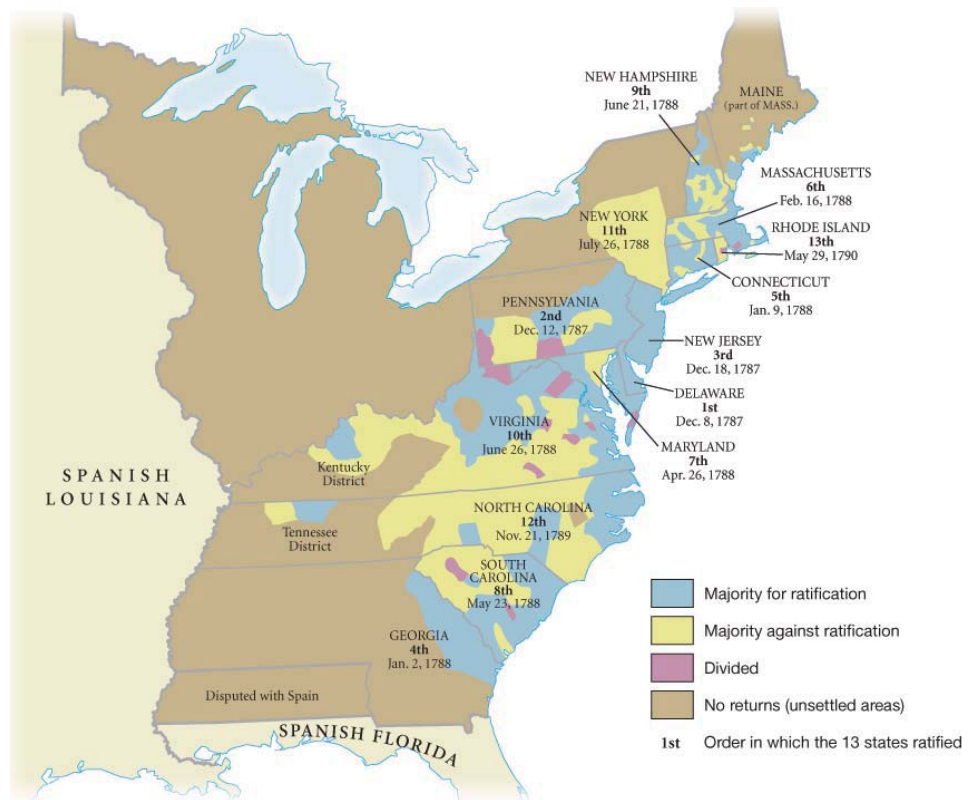 NEW HAMPSHIRE
9th
June 21, 1788
MAINE
(part of MASS.)
MASSACHUSETTS
6th
Feb. 16, 1788
RHODE ISLAND
13th
May 29, 1790
NEW YORK
11th
July 26, 1788
CONNECTICUT
5th
Jan. 9, 1788
PENNSYLVANIA
2nd
Dec. 12, 1787
NEW JERSEY
3rd
Dec. 18, 1787
DELAWARE
1st
Dec. 8, 1787
MARYLAND
7th
Apr. 26, 1788
VIRGINIA
10th
June 26, 1788
Kentucky
District
SPANISH
LOUISIANA
NORTH CAROLINA
12th
Nov. 21, 1789
Tennessee
District
SOUTH
CAROLINA
8th
May 23, 1788
GEORGIA
4th
Jan. 2, 1788
Disputed with Spain
SPANISH FLORIDA
Majority for ratification
Majority against ratification
Divided
No returns (unsettled areas)
1st Order in which the 13 states ratified